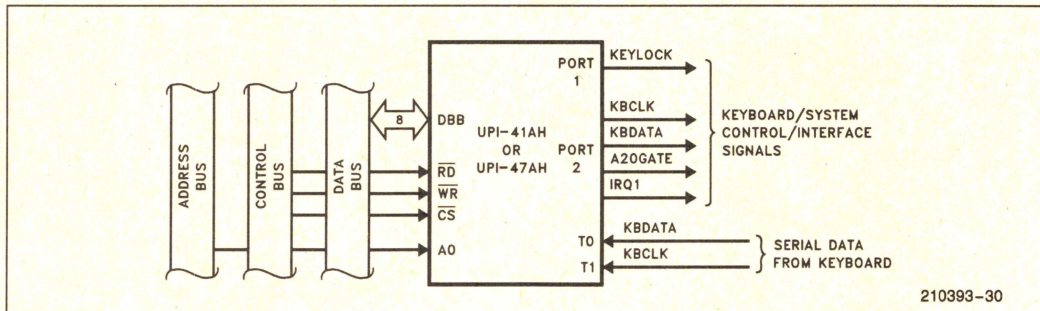 ADDRESS
BUS
CONTROL
BUS
DATA
BUS
8
DBB
RD
WR
CS
A0
UPI-41AH
OR
UPI-47AH
PORT
1
PORT
2
T0
T1
KEYLOCK
KBCLK
KBDATA
A20GATE
IRQ1
KBDATA
KBCLK
KEYBOARD/SYSTEM
CONTROL/INTERFACE
SIGNALS
SERIAL DATA
FROM KEYBOARD
210393-30